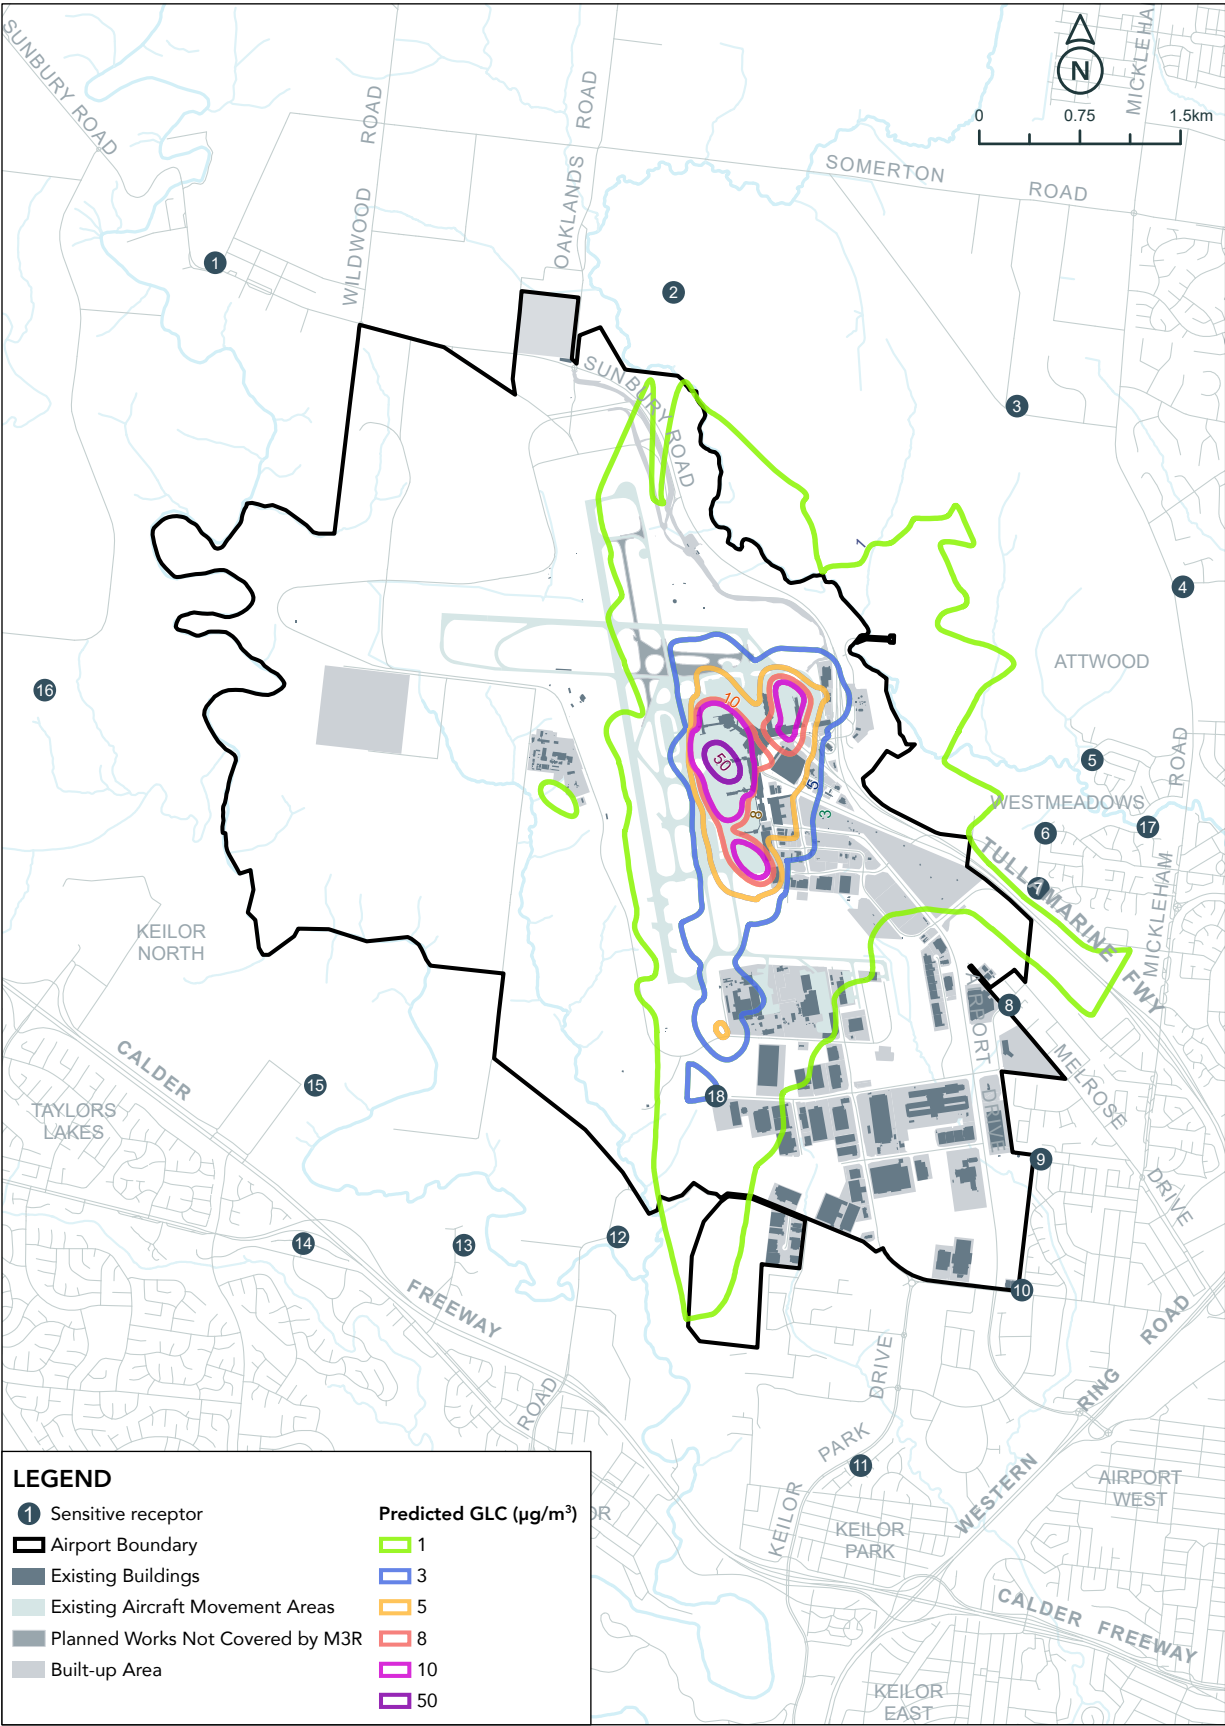 SUNBURY ROAD
WILDWOOD
ROAD
OAKLANDS
ROAD
N
0
0.75
1.5km
SOMERTON
ROAD
1
2
SUNBURY ROAD
3
1
4
ATTWOOD
16
10
50
8
5
3
5
ROAD
WESTMEADOWS
6
17
TULLAMARINE FWY
7
MICKLEHAM
KEILOR
NORTH
8
AIRPORT
DRIVE
MELROSE
DRIVE
CALDER
15
18
TAYLORS
LAKES
9
14
13
12
10
FREEWAY
ROAD
DRIVE
RING
ROAD
PARK
KEILOR
11
WESTERN
AIRPORT
WEST
KEILOR
PARK
CALDER FREEWAY
KEILOR
EAST
OR
LEGEND
1 Sensitive receptor
Airport Boundary
Existing Buildings
Existing Aircraft Movement Areas
Planned Works Not Covered by M3R
Built-up Area
Predicted GLC (µg/m³)
1
3
5
8
10
50